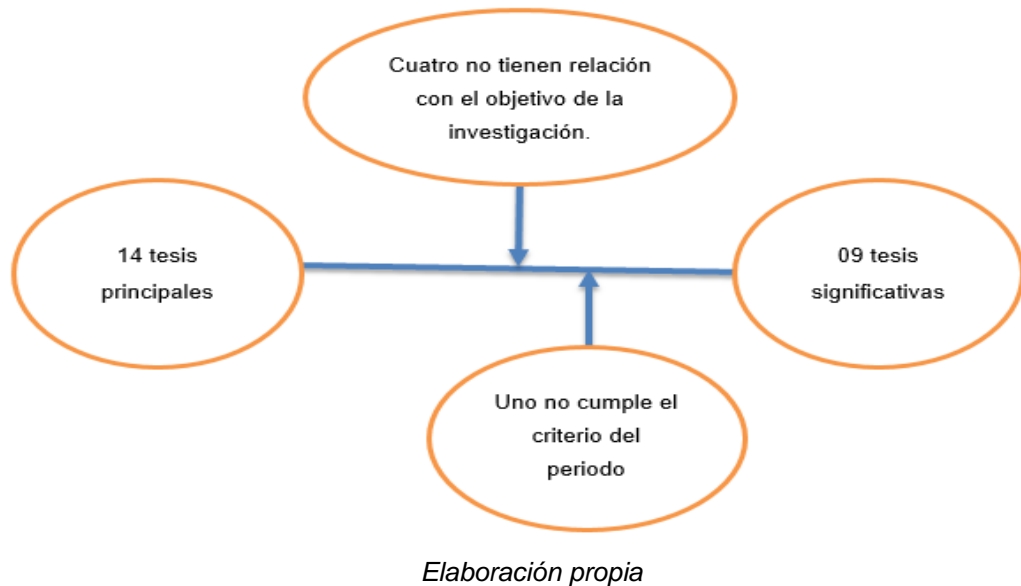 Cuatro no tienen relación
con el objetivo de la
investigación.
14 tesis
principales
09 tesis
significativas
Uno no cumple el
criterio del
periodo
Elaboración propia